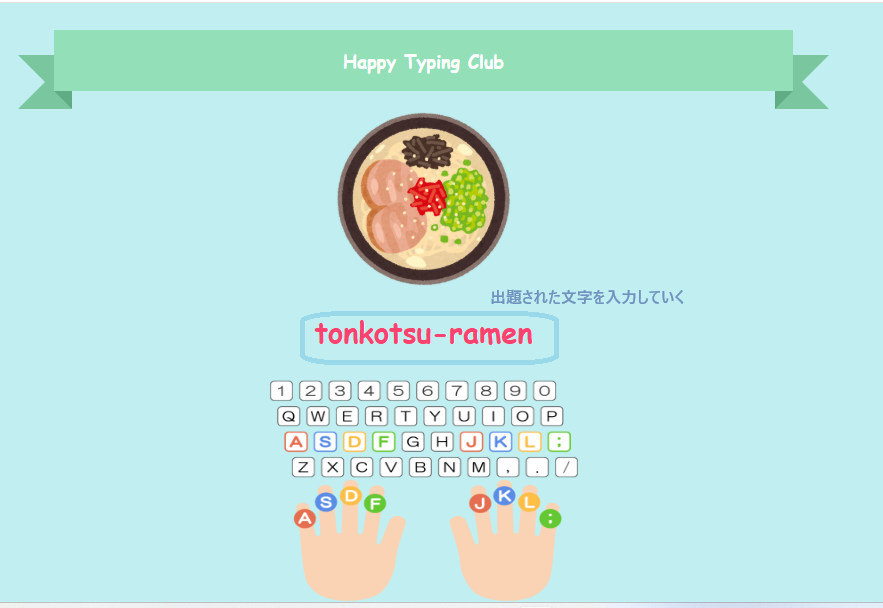 Happy Typing Club
出題された文字を入力していく
tonkotsu-ramen
1 2 3 4 5 6 7 8 9 0
Q W E R T Y U I O P
A S D F G H J K L ;
Z X C V B N M , . /
A S D F J K L ;